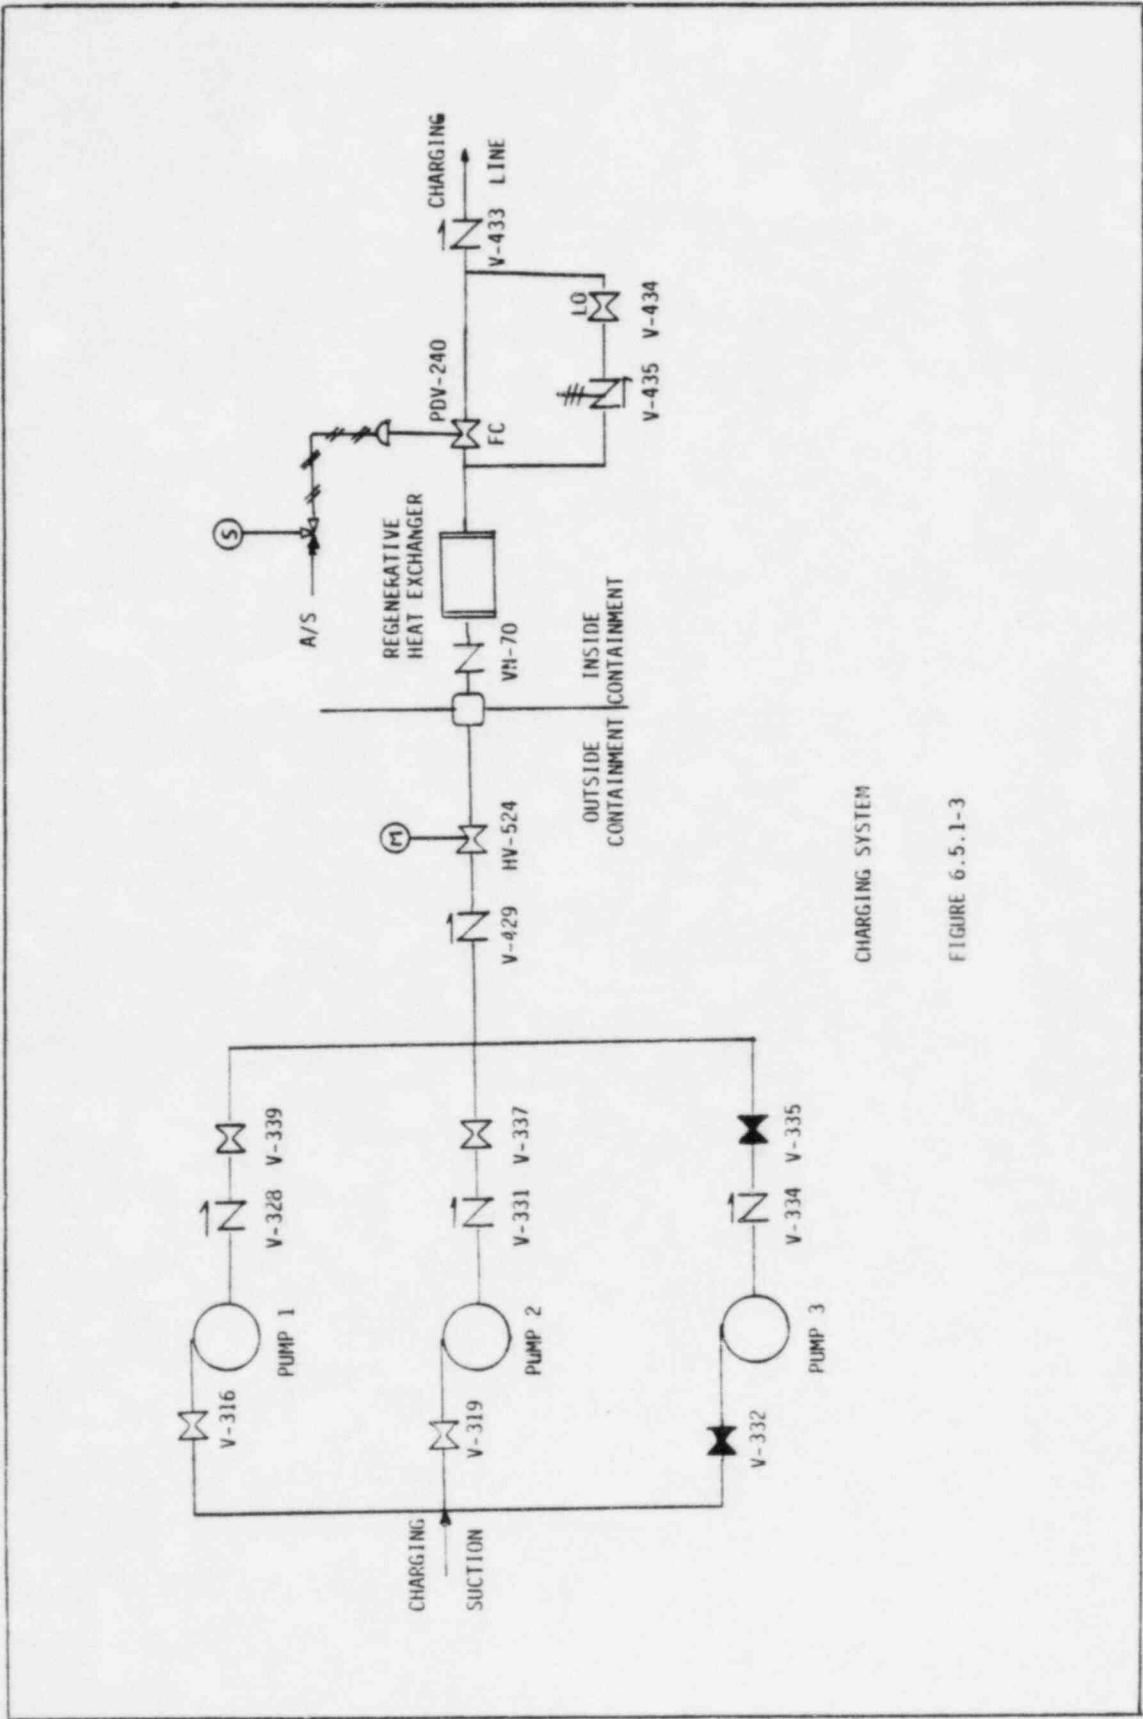 CHARGING
SUCTION
V-316
PUMP 1
V-328
V-339
V-319
PUMP 2
V-331
V-337
V-332
PUMP 3
V-334
V-335
V-429
M
HV-524
OUTSIDE
CONTAINMENT
INSIDE
CONTAINMENT
VM-70
REGENERATIVE
HEAT EXCHANGER
A/S
S
PDV-240
FC
V-435
LO
V-434
V-433
CHARGING
LINE
CHARGING SYSTEM
FIGURE 6.5.1-3